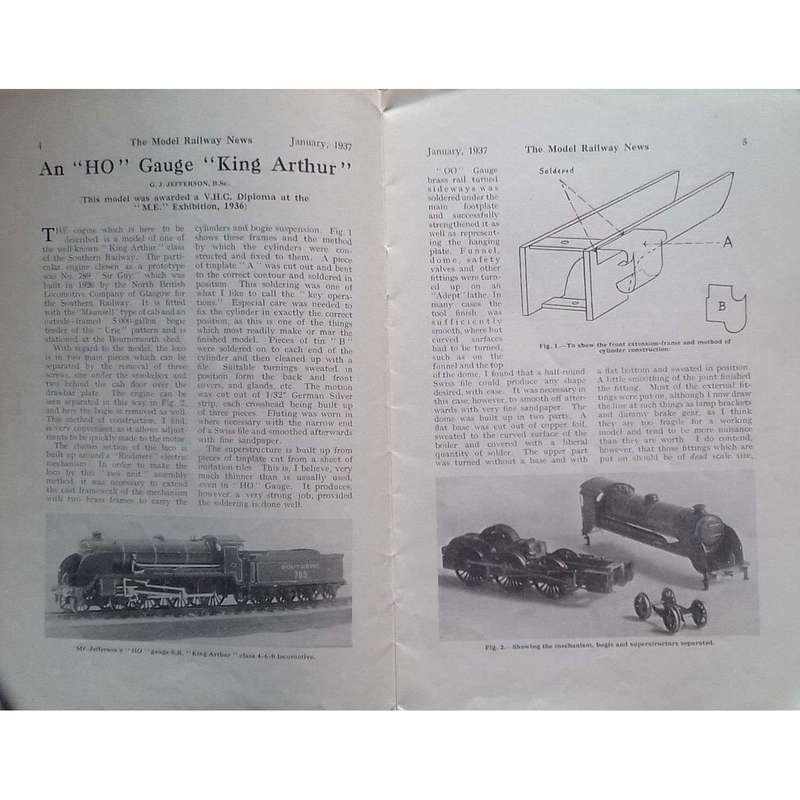 4
The Model Railway News
January, 1937
An "HO" Gauge "King Arthur"
G. J. JEFFERSON, B.Sc.
(This model was awarded a V.H.C. Diploma at the
"M.E." Exhibition, 1936)
THE engine which is here to be
described is a model of one of
the well-known "King Arthur" class
of the Southern Railway. The parti-
cular engine chosen as a prototype
was No. "Sir Guy" which was
built in by the North British
Locomotive Company of Glasgow for
the Southern Railway. It is fitted
with the "Maunsell" type of cab and an
outside-framed 5,000-gallon bogie
tender of the "Urie" pattern and is
stationed at the Bournemouth shed.
With regard to the model, the loco
is in two main pieces which can be
separated by the removal of three
screws, one under the smokebox and
two behind the cab door over the
drawbar plate. The engine can be
seen separated in this way in Fig. 2,
and here the bogie is removed as well.
This method of construction, I find,
is very convenient, as it allows adjust-
ments to be quickly made to the motor.
The chassis section of the loco is
built up around a electric
mechanism. In order to make the
loco by this "two unit" assembly
method it was necessary to extend
the cast framework of the mechanism
with two brass frames to carry the
cylinders and bogie suspension. Fig. 1
shows these frames and the method
by which the cylinders were con-
structed and fixed to them. A piece
of tinplate "A" was cut out and bent
to the correct contour and soldered in
position. This soldering was one of
what I like to call the "key opera-
tions." Especial care was needed to
fix the cylinder in exactly the correct
position, as this is one of the things
which most readily make or mar the
finished model. Pieces of tin "B"
were soldered on to each end of the
cylinder and then cleaned up with a
file. Suitable turnings sweated in
position form the back and front
covers, and glands, etc. The motion
was cut out of 1/32" German Silver
strip, each crosshead being built up
of three pieces. Fluting was worn in
where necessary with the narrow end
of a Swiss file and smoothed afterwards
with fine sandpaper.
The superstructure is built up from
pieces of tinplate cut from a sheet of
imitation tiles. This is, I believe, very
much thinner than is usually used,
even in "HO" Gauge. It produces,
however, a very strong job, provided
the soldering is done well.
SOUTHERN
Mr. Jefferson's "HO" gauge S.R. "King Arthur" class 4-6-0 locomotive.
January, 1937
The Model Railway News
5
"OO" Gauge
brass rail turned
sideways was
soldered under the
main footplate
and successfully
strengthened it as
well as represent-
ing the hanging
plate. Funnel,
dome, safety
valves and other
fittings were turn-
ed up on an
"Adept" lathe. In
many cases the
tool finish was
sufficiently
smooth, where but
curved surfaces
had to be turned,
such as on the
funnel and the top
of the dome, I found that a half-round
Swiss file could produce any shape
desired, with ease. It was necessary in
this case, however, to smooth off after-
wards with very fine sandpaper. The
dome was built up in two parts. A
flat base was cut out of copper foil,
sweated to the curved surface of the
boiler and covered with a liberal
quantity of solder. The upper part
was turned without a base and with
Soldered
A
B
Fig. 1.—To show the front extension-frame and method of
cylinder construction.
a flat bottom and sweated in position.
A little smoothing of the joint finished
the fitting. Most of the external fit-
tings were put on, although I now draw
the line at such things as lamp brackets
and dummy brake gear, as I think
they are too fragile for a working
model and tend to be more nuisance
than they are worth. I do contend,
however, that those fittings which are
put on should be of dead scale size,
Fig. 2.—Showing the mechanism, bogie and superstructure separated.